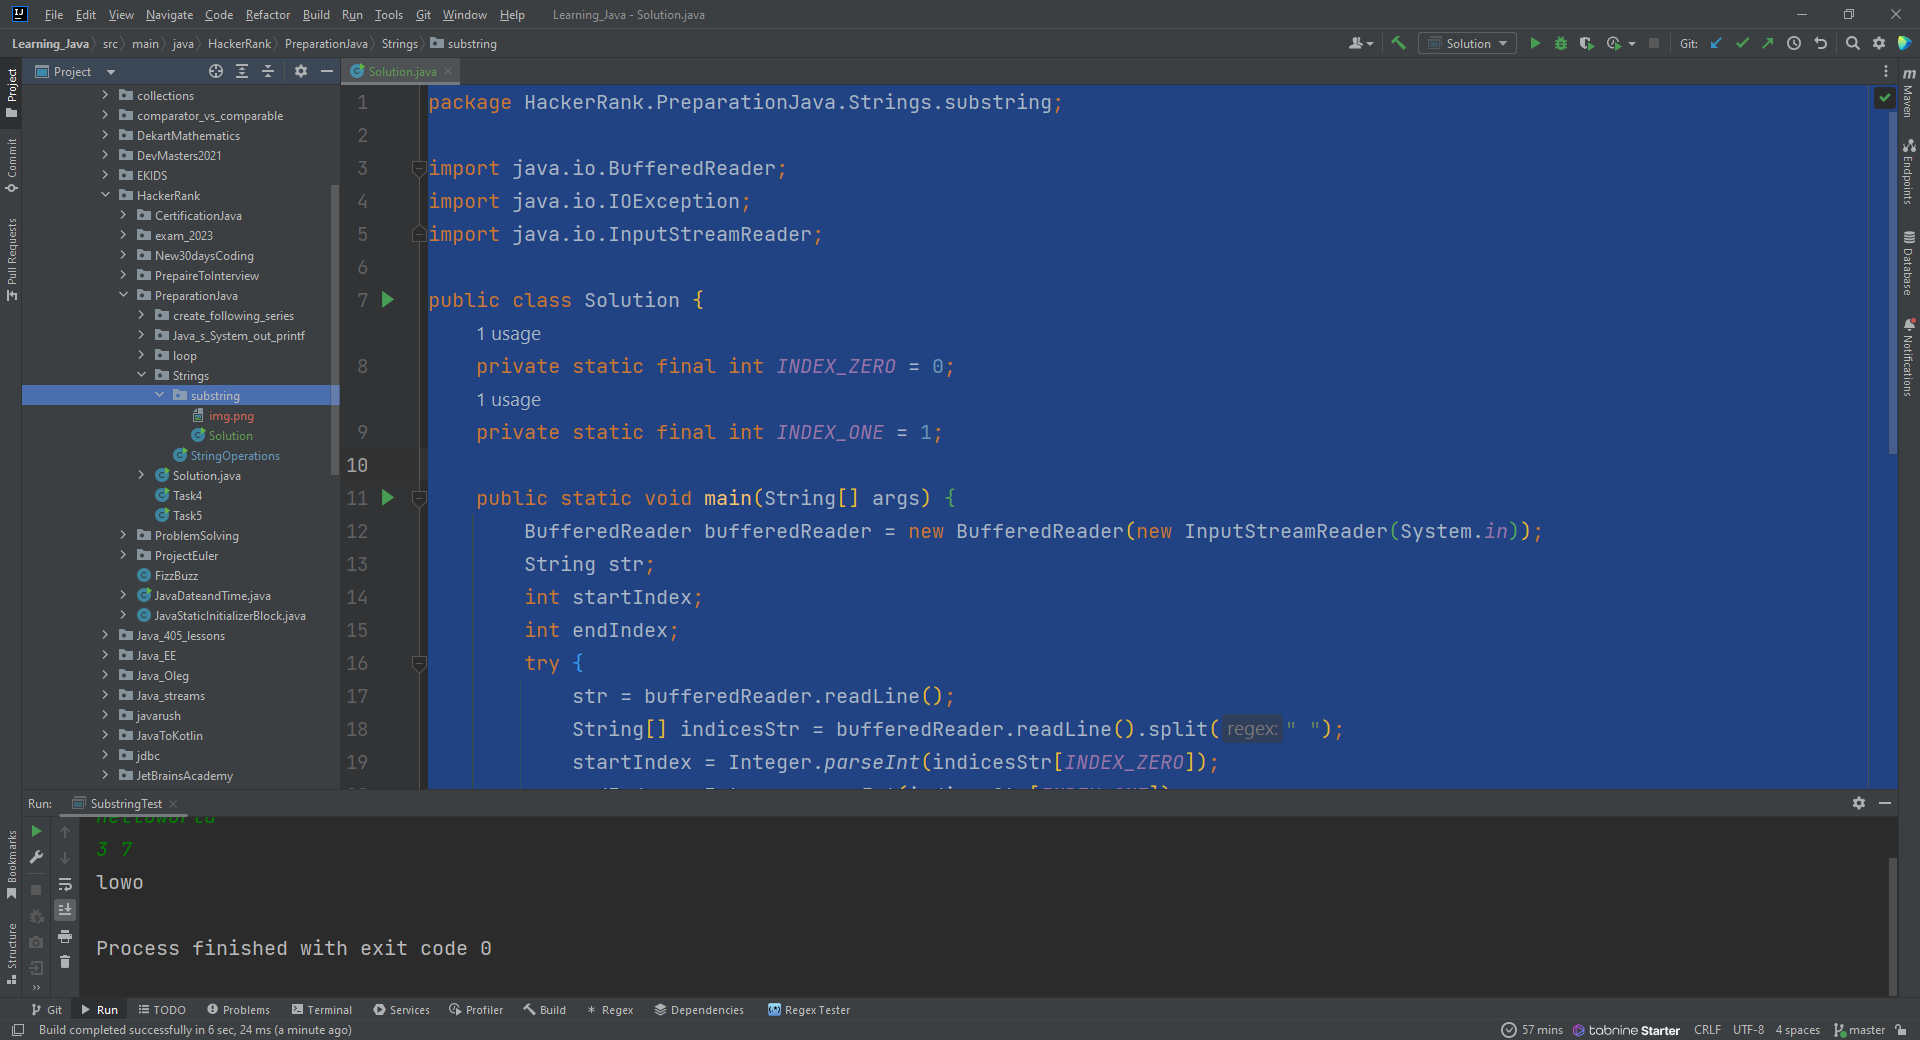 File Edit View Navigate Code Refactor Build Run Tools Git Window Help Learning_Java - Solution.java
Learning_Java src main java HackerRank PreparationJava Strings substring Solution Git:
Project Solution.java
collections
comparator_vs_comparable
DekartMathematics
DevMasters2021
EKIDS
HackerRank
CertificationJava
exam_2023
New30daysCoding
PrepaireToInterview
PreparationJava
create_following_series
Java_s_System_out_printf
loop
Strings
substring
img.png
Solution
StringOperations
Solution.java
Task4
Task5
ProblemSolving
ProjectEuler
FizzBuzz
JavaDateandTime.java
JavaStaticInitializerBlock.java
Java_405_lessons
Java_EE
Java_Oleg
Java_streams
javarush
JavaToKotlin
jdbc
JetBrainsAcademy
1 package HackerRank.PreparationJava.Strings.substring;
2
3 import java.io.BufferedReader;
4 import java.io.IOException;
5 import java.io.InputStreamReader;
6
7 public class Solution {
1 usage
8 private static final int INDEX_ZERO = 0;
1 usage
9 private static final int INDEX_ONE = 1;
10
11 public static void main(String[] args) {
12 BufferedReader bufferedReader = new BufferedReader(new InputStreamReader(System.in));
13 String str;
14 int startIndex;
15 int endIndex;
16 try {
17 str = bufferedReader.readLine();
18 String[] indicesStr = bufferedReader.readLine().split( regex: " ");
19 startIndex = Integer.parseInt(indicesStr[INDEX_ZERO]);
Project
Commit
Pull Requests
Bookmarks
Structure
m
Maven
Endpoints
Database
Notifications
Run: SubstringTest
3 7
lowo
Process finished with exit code 0
Git Run TODO Problems Terminal Services Profiler Build Regex Dependencies Regex Tester
Build completed successfully in 6 sec, 24 ms (a minute ago) 57 mins tabnine Starter CRLF UTF-8 4 spaces master